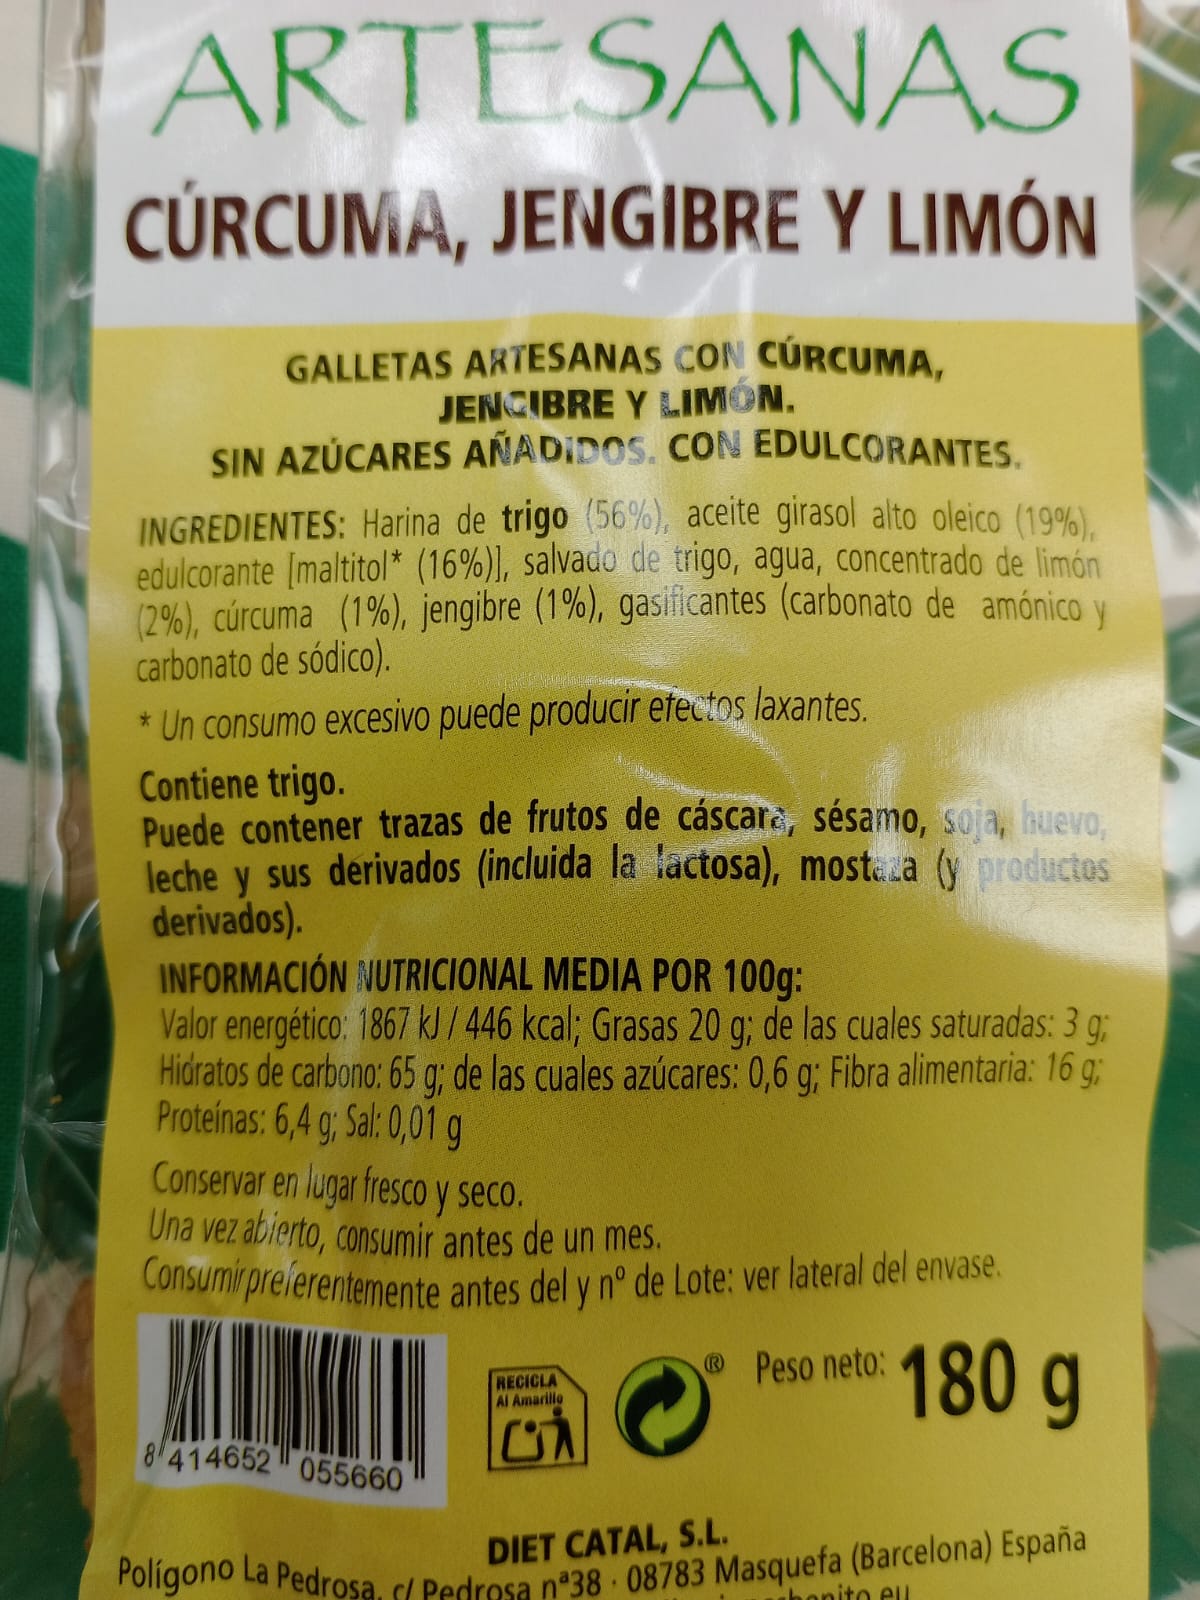 ARTESANAS
CÚRCUMA, JENGIBRE Y LIMÓN
GALLETAS ARTESANAS CON CÚRCUMA,
JENGIBRE Y LIMÓN.
SIN AZÚCARES AÑADIDOS. CON EDULCORANTES.
INGREDIENTES: Harina de trigo (56%), aceite girasol alto oleico (19%),
edulcorante [maltitol* (16%)], salvado de trigo, agua, concentrado de limón
(2%), cúrcuma (1%), jengibre (1%), gasificantes (carbonato de amónico y
carbonato de sódico).
* Un consumo excesivo puede producir efectos laxantes.
Contiene trigo.
Puede contener trazas de frutos de cáscara, sésamo, soja, huevo,
leche y sus derivados (incluida la lactosa), mostaza (y productos
derivados).
INFORMACIÓN NUTRICIONAL MEDIA POR 100g:
Valor energético: 1867 kJ / 446 kcal; Grasas 20 g; de las cuales saturadas: 3 g;
Hidratos de carbono: 65 g; de las cuales azúcares: 0,6 g; Fibra alimentaria: 16 g;
Proteínas: 6,4 g; Sal: 0,01 g
Conservar en lugar fresco y seco.
Una vez abierto, consumir antes de un mes.
Consumir preferentemente antes del y nº de Lote: ver lateral del envase.
RECICLA
Al Amarillo
®
Peso neto: 180 g
8 414652 055660
DIET CATAL, S.L.
Polígono La Pedrosa, c/ Pedrosa nª38 · 08783 Masquefa (Barcelona) España